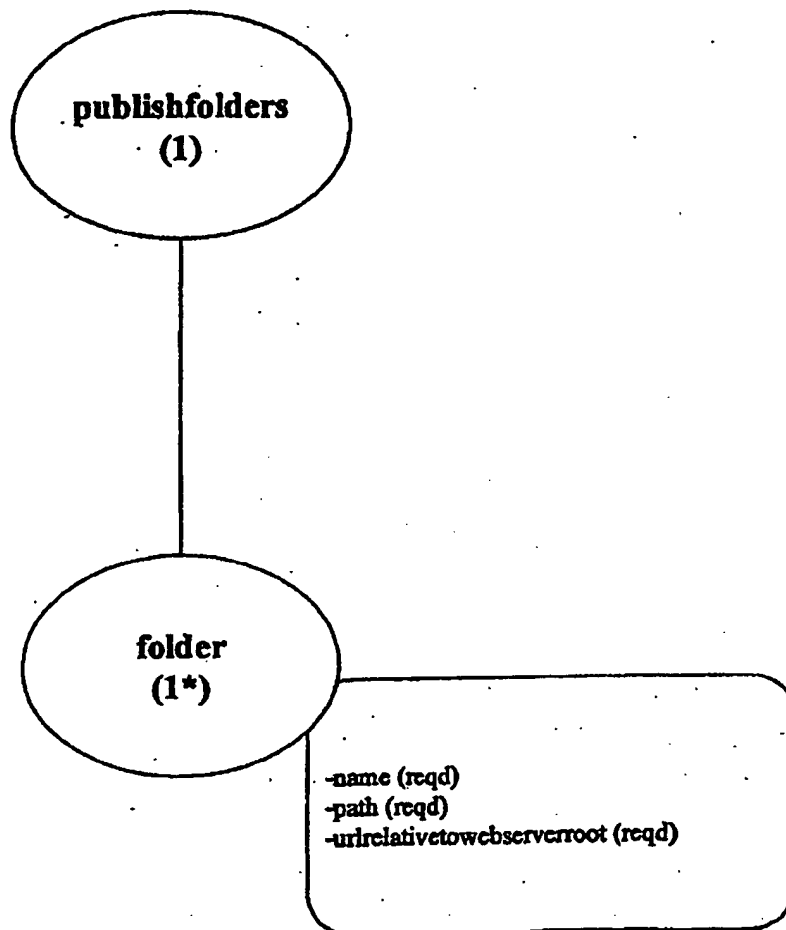 publishfolders
(1)
folder
(1*)
-name (reqd)
-path (reqd)
-urlrelativetowebserverroot (reqd)